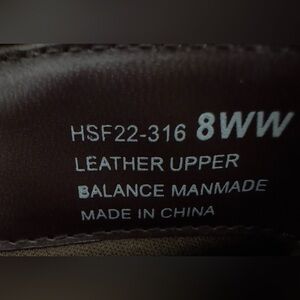 HSF22-316 8WW
LEATHER UPPER
BALANCE MANMADE
MADE IN CHINA